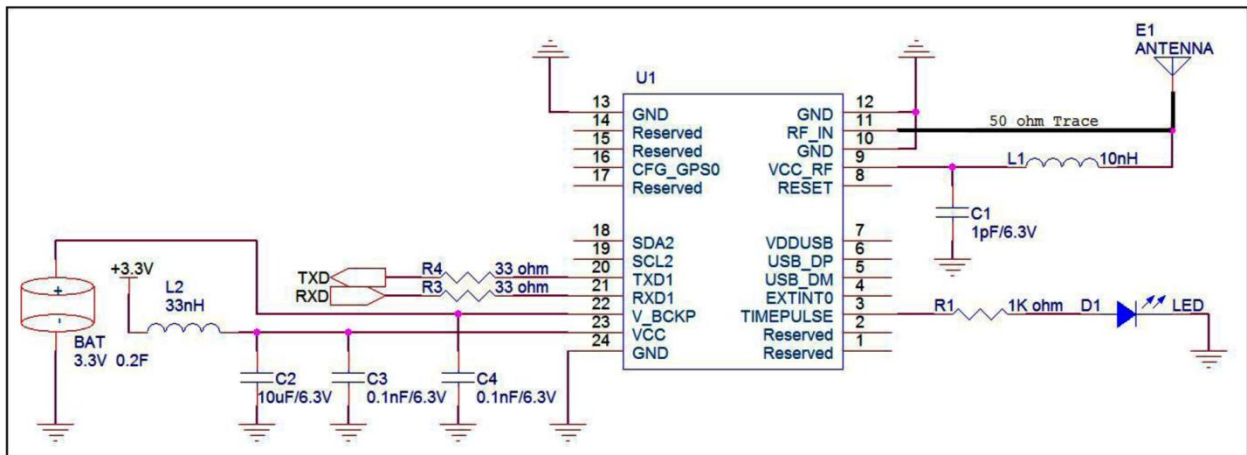 E1
ANTENNA
U1
13 GND
14 Reserved
15 Reserved
16 CFG_GPS0
17 Reserved
18 SDA2
19 SCL2
20 TXD1
21 RXD1
22 V_BCKP
23 VCC
24 GND
GND 12
RF_IN 11
GND 10
VCC_RF 9
RESET 8
VDDUSB 7
USB_DP 6
USB_DM 5
EXTINT0 4
TIMEPULSE 3
Reserved 2
Reserved 1
50 ohm Trace
L1 10nH
C1
1pF/6.3V
R1 1K ohm D1 LED
TXD R4 33 ohm
RXD R3 33 ohm
+3.3V
L2
33nH
+
-
BAT
3.3V 0.2F
C2
10uF/6.3V
C3
0.1nF/6.3V
C4
0.1nF/6.3V